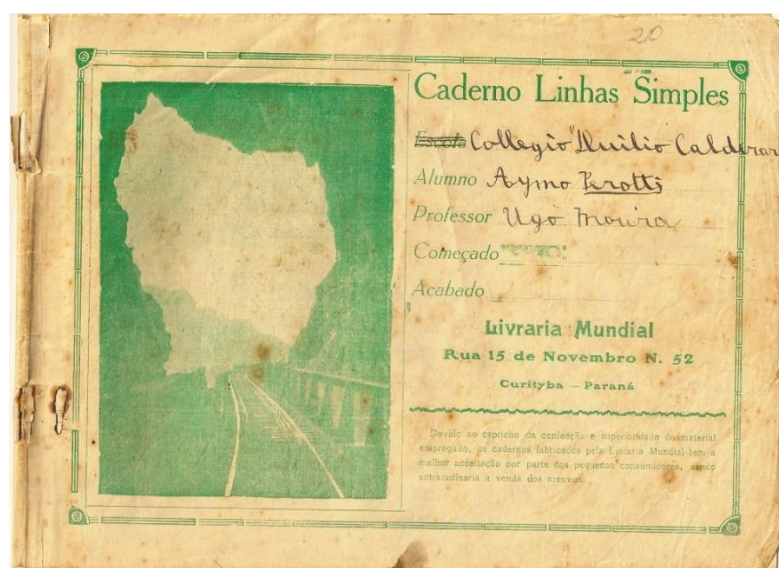 20
Caderno Linhas Simples
Escola Collegio Duilio Calderar
Alumno Aymo Perotti
Professor Ugo Moura
Começado
Acabado
Livraria Mundial
Rua 15 de Novembro N. 52
Curityba – Paraná
Devido ao capricho da confecção e superioridade do material
empregado, os cadernos fabricados pela Livraria Mundial tem a
melhor acceitação por parte dos pequenos consumidores, sendo
extraordinaria a venda dos mesmos.